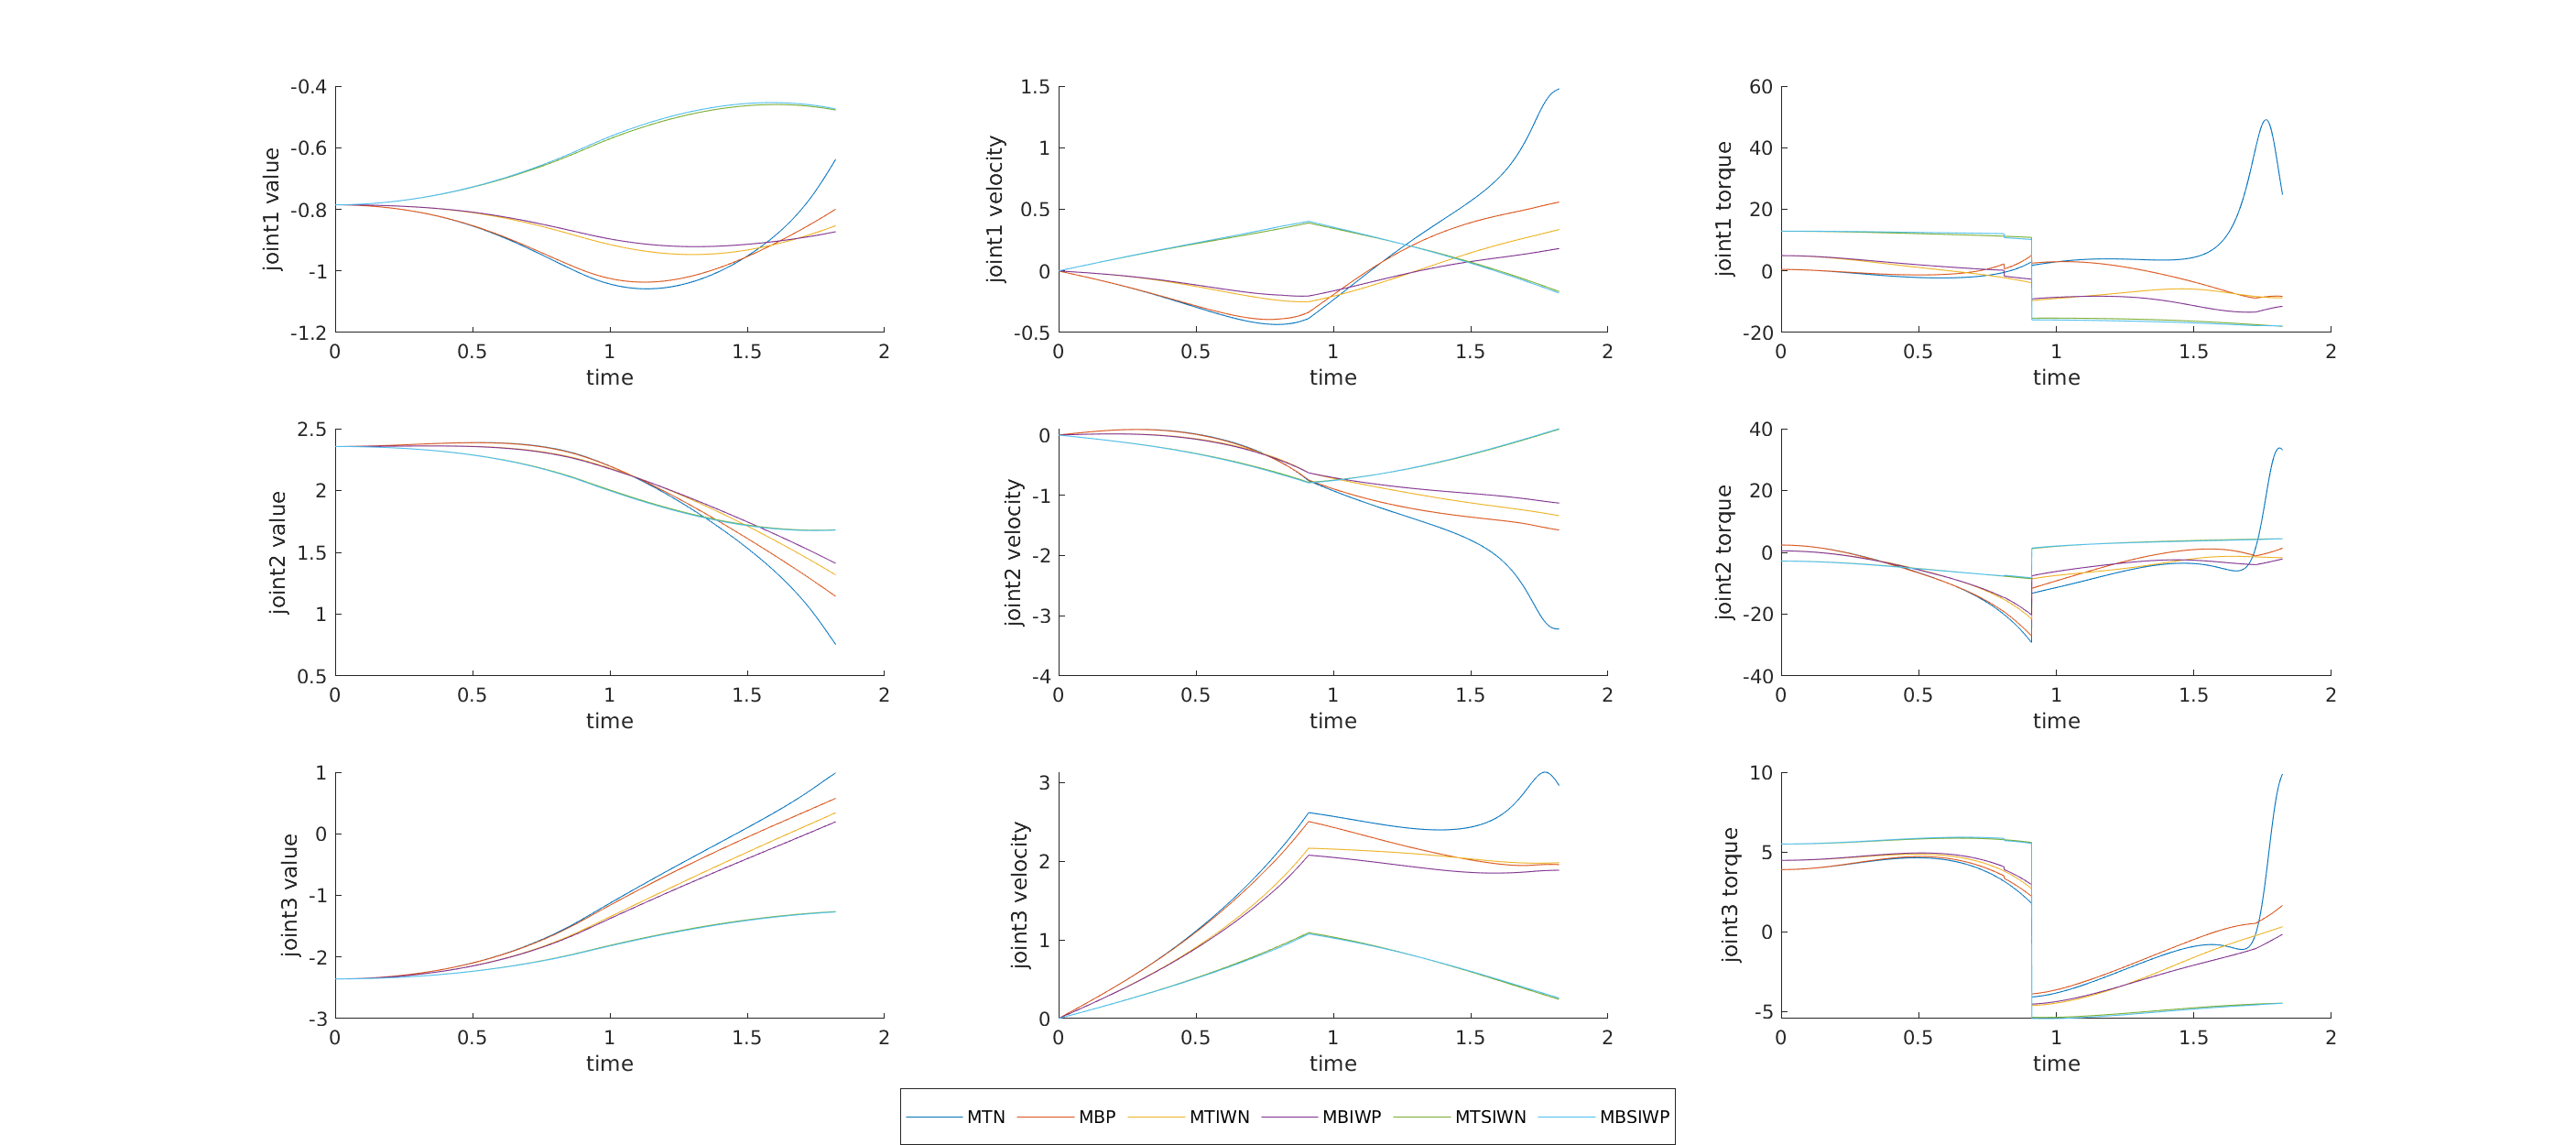 -0.4
-0.6
-0.8
-1
-1.2
joint1 value
0 0.5 1 1.5 2
time
1.5
1
0.5
0
-0.5
joint1 velocity
0 0.5 1 1.5 2
time
60
40
20
0
-20
joint1 torque
0 0.5 1 1.5 2
time
2.5
2
1.5
1
0.5
joint2 value
0 0.5 1 1.5 2
time
0
-1
-2
-3
-4
joint2 velocity
0 0.5 1 1.5 2
time
40
20
0
-20
-40
joint2 torque
0 0.5 1 1.5 2
time
1
0
-1
-2
-3
joint3 value
0 0.5 1 1.5 2
time
3
2
1
0
joint3 velocity
0 0.5 1 1.5 2
time
10
5
0
-5
joint3 torque
0 0.5 1 1.5 2
time
MTN MBP MTIWN MBIWP MTSIWN MBSIWP